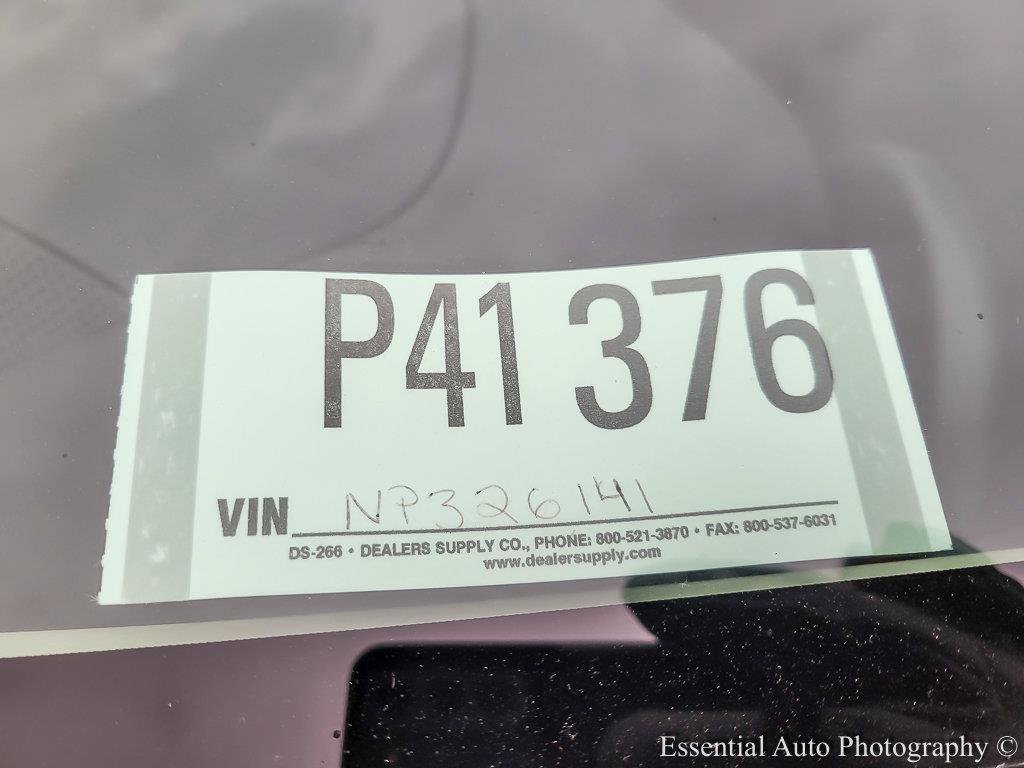 P41 376
VIN NP326141
DS-266 • DEALERS SUPPLY CO., PHONE: 800-521-3870 • FAX: 800-537-6031
www.dealersupply.com
Essential Auto Photography ©